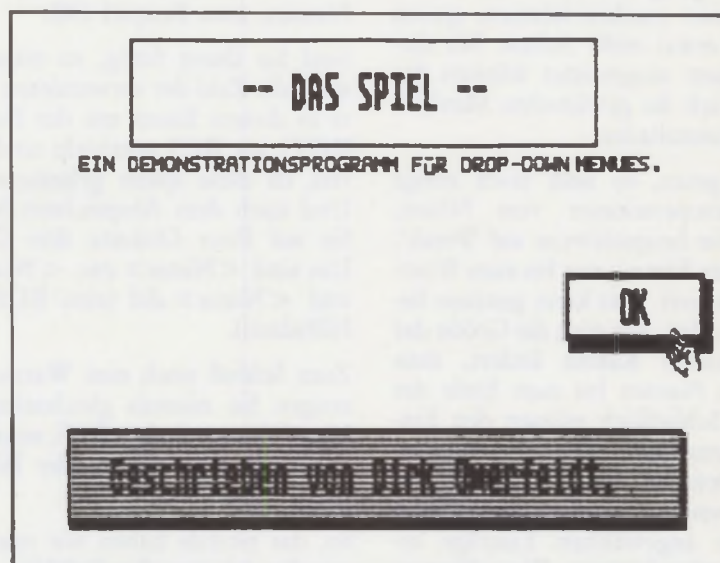 -- DAS SPIEL --
EIN DEMONSTRATIONSPROGRAMM FÜR DROP-DOWN MENUES.
OK
Geschrieben von Dirk Owerfeldt.